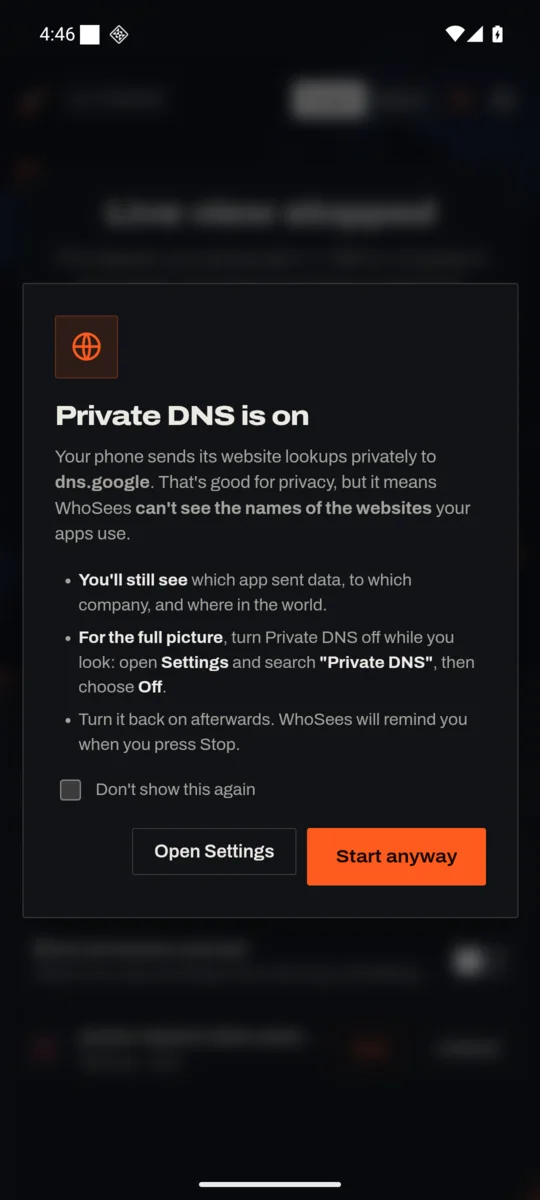 4:46
Live view stopped
Private DNS is on
Your phone sends its website lookups privately to
dns.google. That's good for privacy, but it means
WhoSees can't see the names of the websites your
apps use.
• You'll still see which app sent data, to which
company, and where in the world.
• For the full picture, turn Private DNS off while you
look: open Settings and search "Private DNS", then
choose Off.
• Turn it back on afterwards. WhoSees will remind you
when you press Stop.
Don't show this again
Open Settings
Start anyway